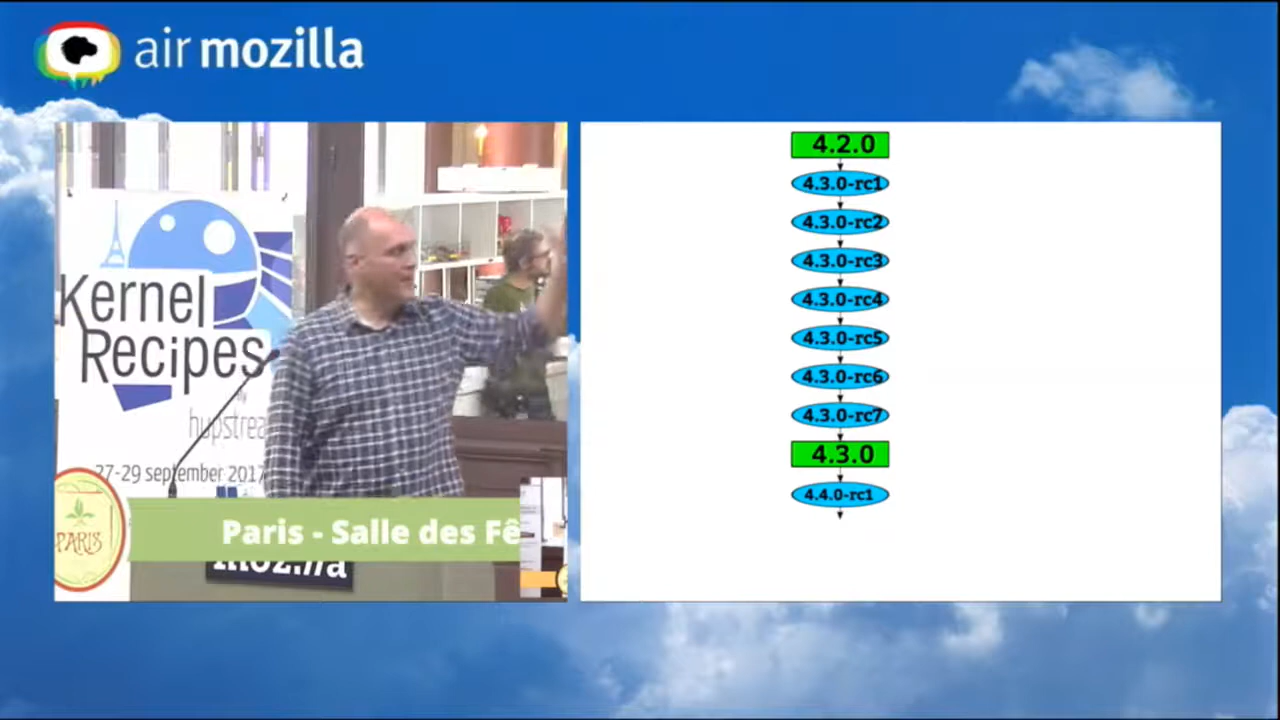 air mozilla
Kernel
Recipes
27-29 september 2017
PARIS
Paris - Salle des Fê
moz://a
4.2.0
4.3.0-rc1
4.3.0-rc2
4.3.0-rc3
4.3.0-rc4
4.3.0-rc5
4.3.0-rc6
4.3.0-rc7
4.3.0
4.4.0-rc1